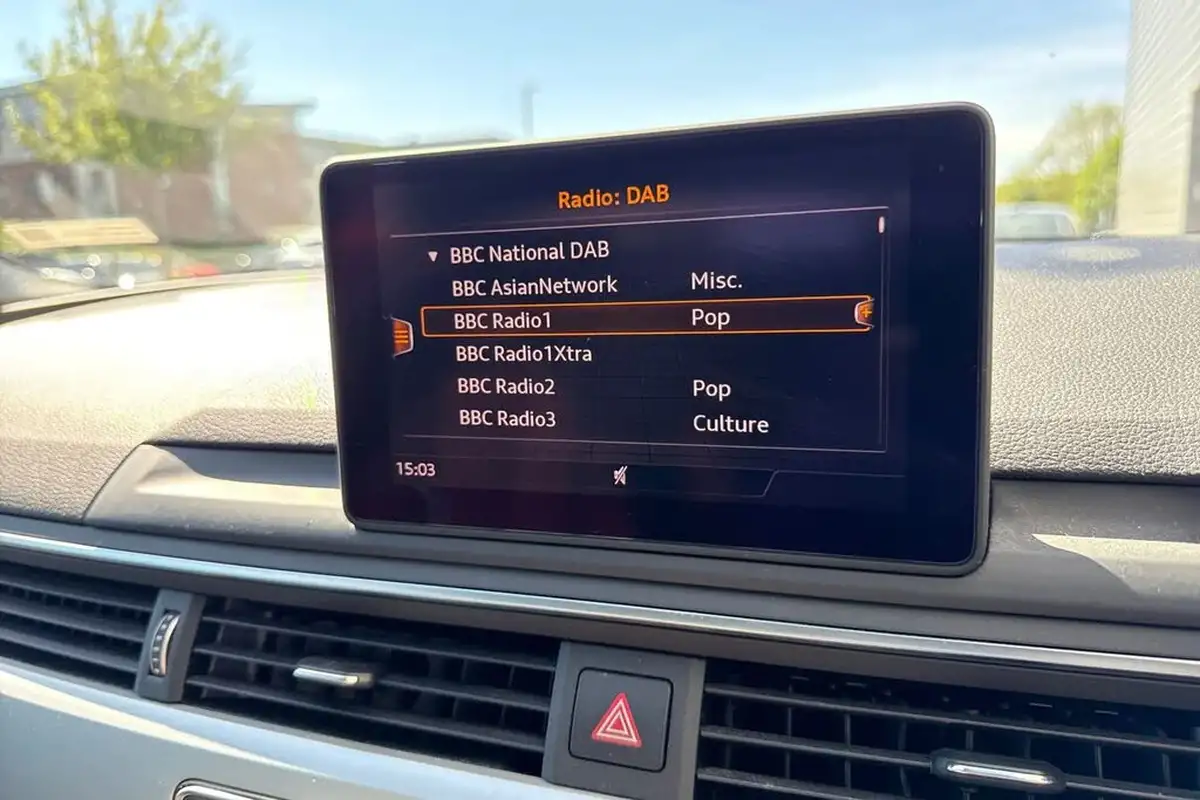 Radio: DAB
BBC National DAB
BBC AsianNetwork Misc.
BBC Radio1 Pop
BBC Radio1Xtra
BBC Radio2 Pop
BBC Radio3 Culture
15:03